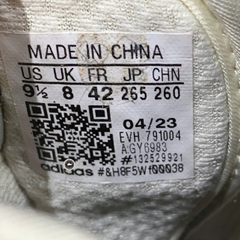 MADE IN CHINA
US UK FR JP CHN
9½ 8 42 265 260
04/23
EVH 791004
AGY6983
#132529921
adidas #&H8F5Wf00038